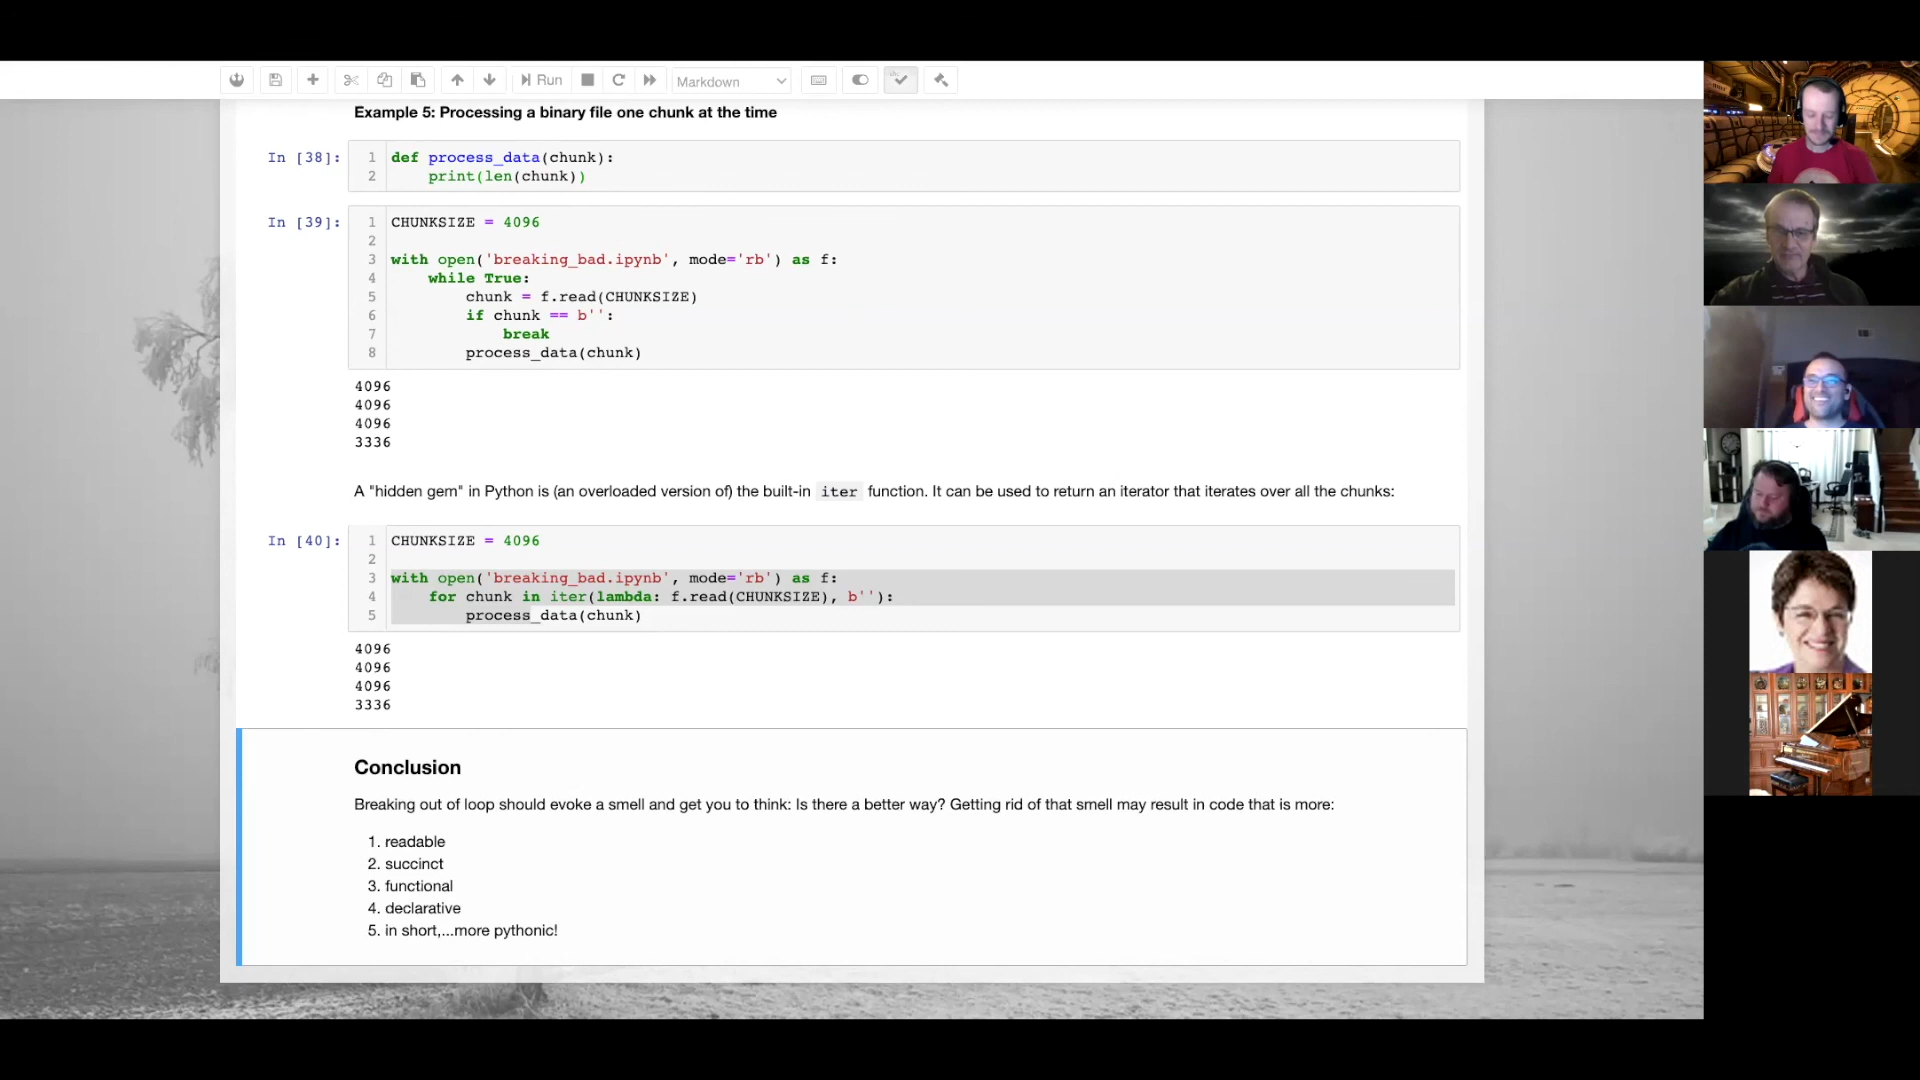 Run
Markdown
Example 5: Processing a binary file one chunk at the time
In [38]:
1 def process_data(chunk):
2     print(len(chunk))
In [39]:
1 CHUNKSIZE = 4096
2
3 with open('breaking_bad.ipynb', mode='rb') as f:
4     while True:
5         chunk = f.read(CHUNKSIZE)
6         if chunk == b'':
7             break
8         process_data(chunk)
4096
4096
4096
3336
A "hidden gem" in Python is (an overloaded version of) the built-in iter function. It can be used to return an iterator that iterates over all the chunks:
In [40]:
1 CHUNKSIZE = 4096
2
3 with open('breaking_bad.ipynb', mode='rb') as f:
4     for chunk in iter(lambda: f.read(CHUNKSIZE), b''):
5         process_data(chunk)
4096
4096
4096
3336
Conclusion
Breaking out of loop should evoke a smell and get you to think: Is there a better way? Getting rid of that smell may result in code that is more:
1. readable
2. succinct
3. functional
4. declarative
5. in short,...more pythonic!